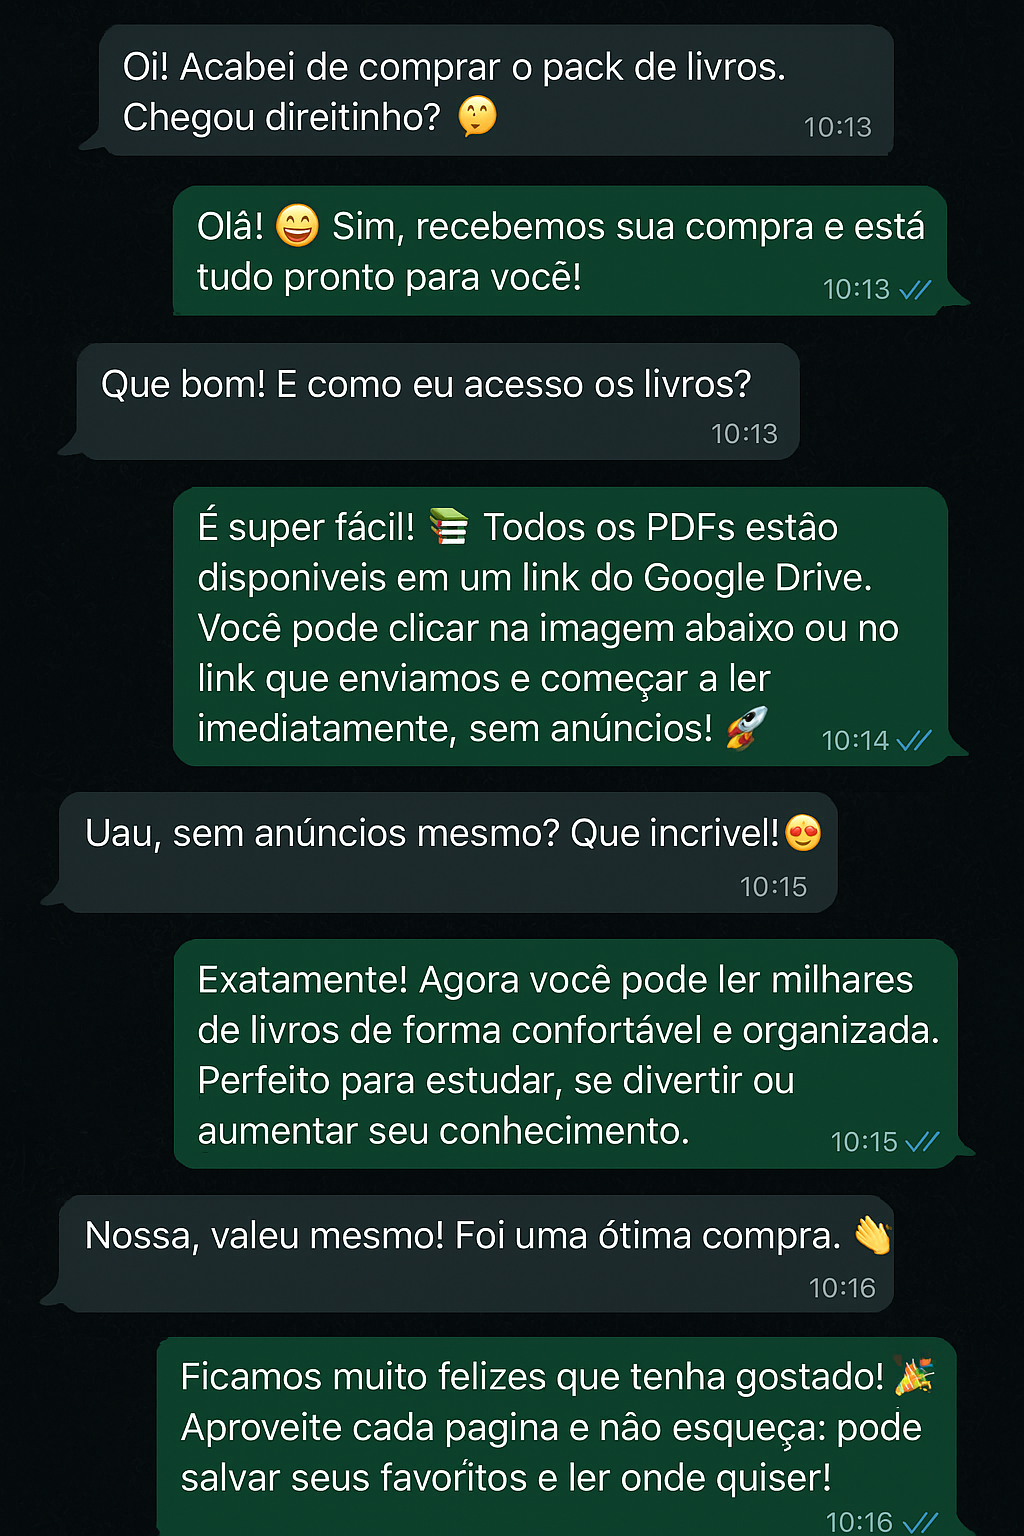 Oi! Acabei de comprar o pack de livros.
Chegou direitinho?
10:13
Olâ! 😄 Sim, recebemos sua compra e está
tudo pronto para vocễ!
10:13
Que bom! E como eu acesso os livros?
10:13
É super fácil! 📚 Todos os PDFs estâo
disponiveis em um link do Google Drive.
Você pode clicar na imagem abaixo ou no
link que enviamos e começar a ler
imediatamente, sem anúncios! 🚀
10:14
Uau, sem anúncios mesmo? Que incrivel!😍
10:15
Exatamente! Agora você pode ler milhares
de livros de forma confortável e organizada.
Perfeito para estudar, se divertir ou
aumentar seu conhecimento.
10:15
Nossa, valeu mesmo! Foi uma ótima compra. 👏
10:16
Ficamos muito felizes que tenha gostado! 🎉
Aproveite cada pagina e nâo esqueça: pode
salvar seus favoritos e ler onde quiser!
10:16